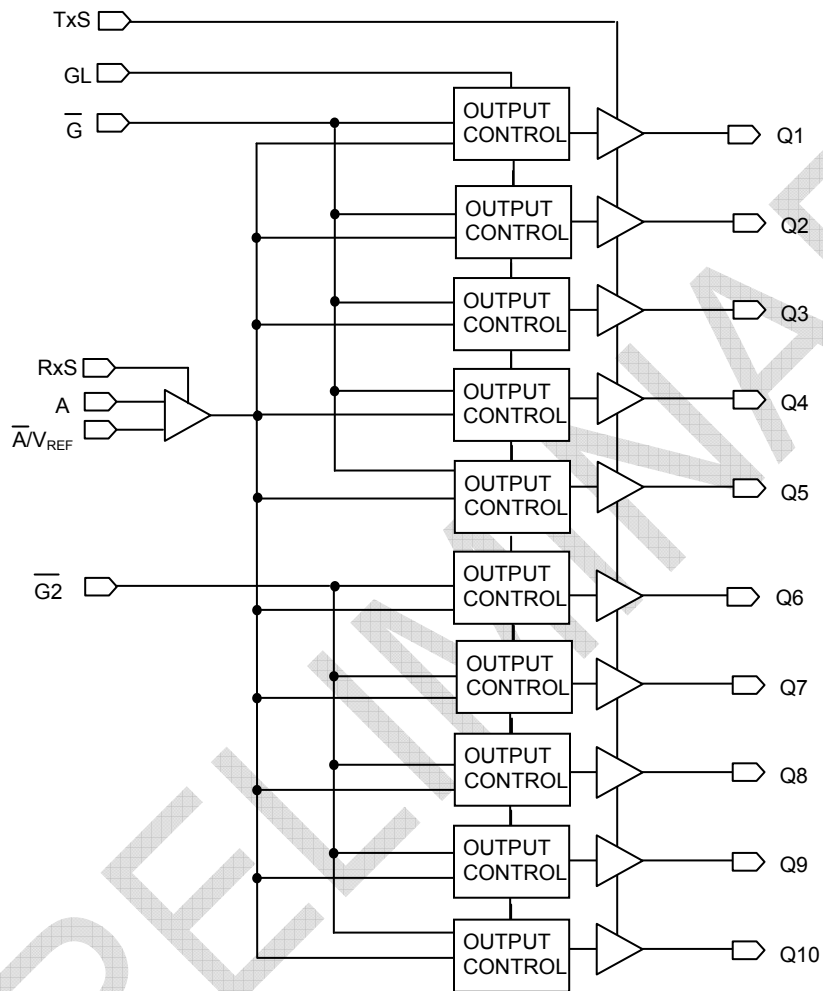 TxS
GL
G̅
OUTPUT
CONTROL
Q1
OUTPUT
CONTROL
Q2
OUTPUT
CONTROL
Q3
RxS
A
A̅/VREF
OUTPUT
CONTROL
Q4
OUTPUT
CONTROL
Q5
G̅2̅
OUTPUT
CONTROL
Q6
OUTPUT
CONTROL
Q7
OUTPUT
CONTROL
Q8
OUTPUT
CONTROL
Q9
OUTPUT
CONTROL
Q10